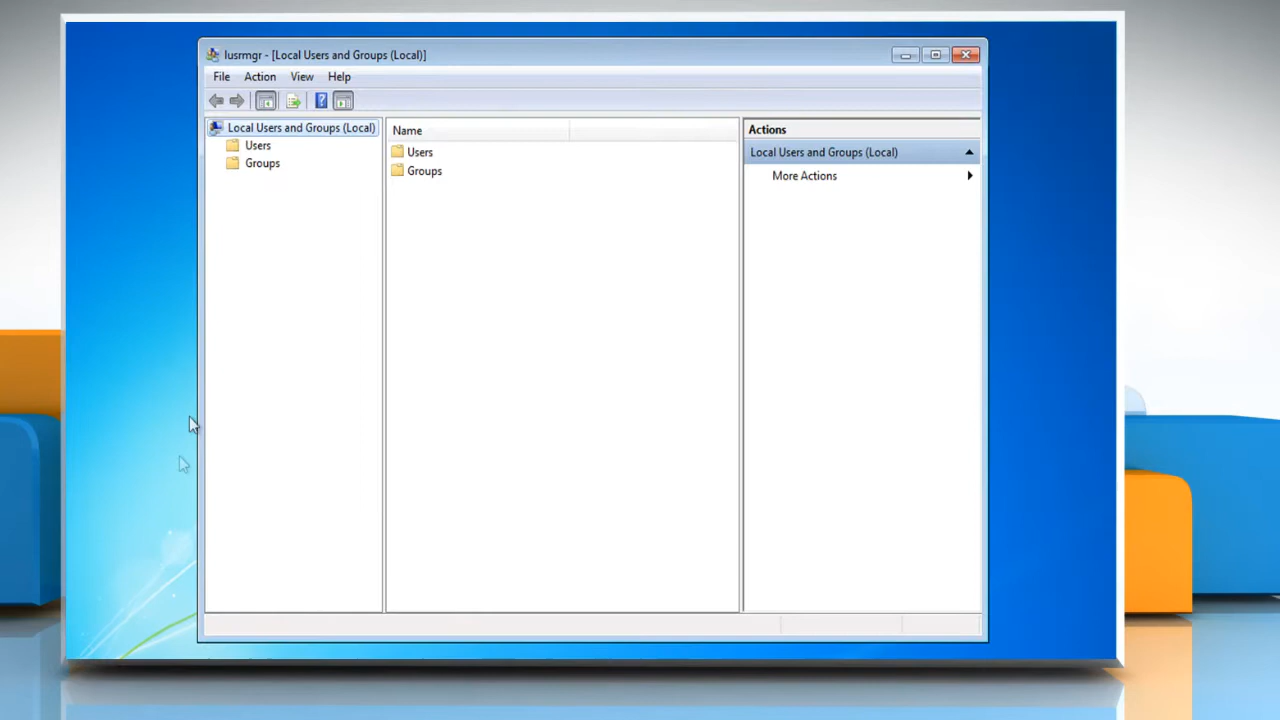 lusrmgr - [Local Users and Groups (Local)]
File Action View Help
Local Users and Groups (Local)
Users
Groups
Name
Users
Groups
Actions
Local Users and Groups (Local)
More Actions